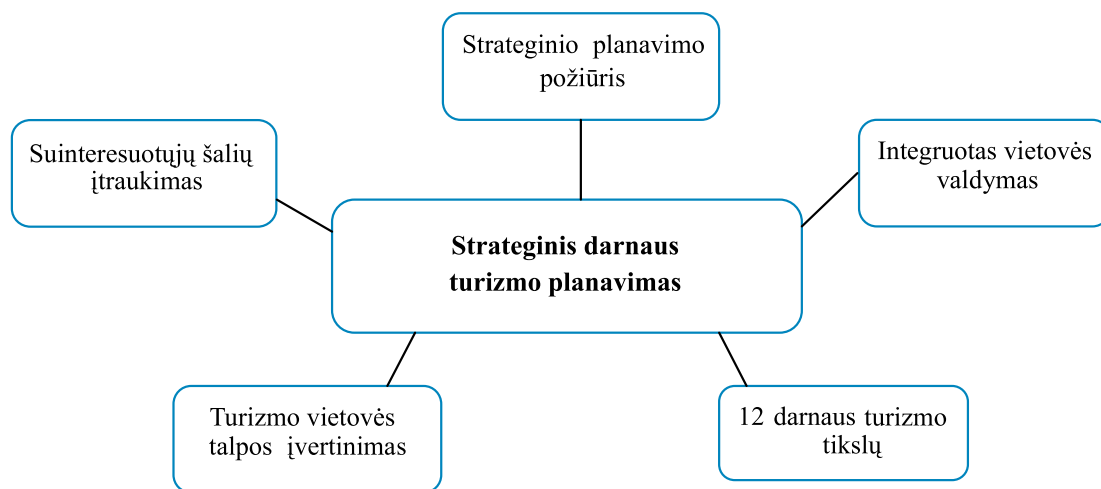 Strateginio planavimo
požiūris
Suinteresuotųjų šalių
įtraukimas
Integruotas vietovės
valdymas
Strateginis darnaus
turizmo planavimas
Turizmo vietovės
talpos įvertinimas
12 darnaus turizmo
tikslų